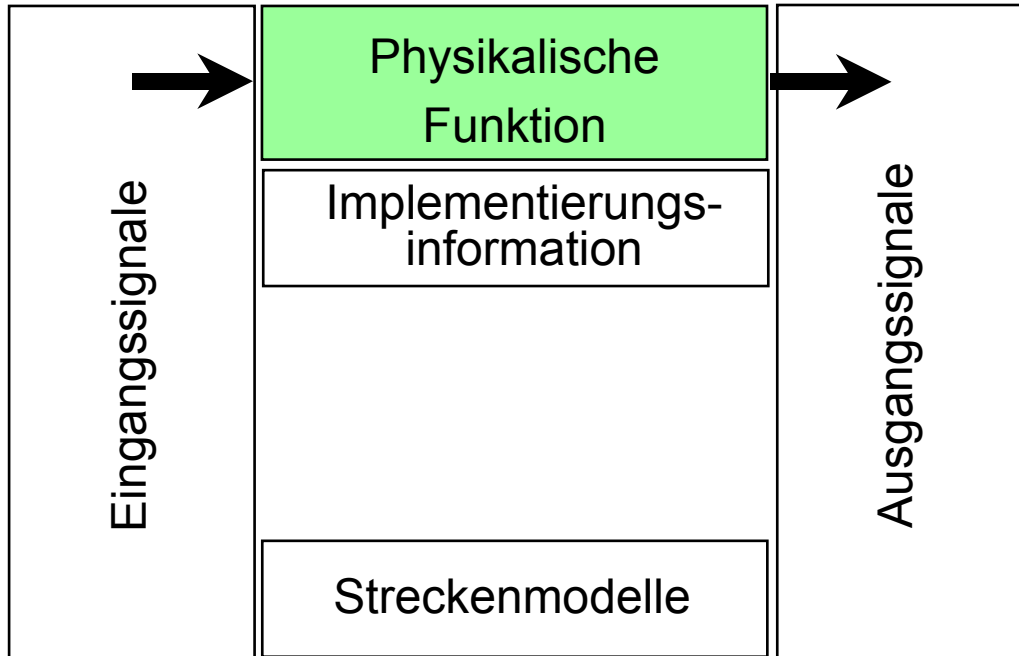 Eingangssignale
Physikalische
Funktion
Implementierungs-
information
Streckenmodelle
Ausgangssignale